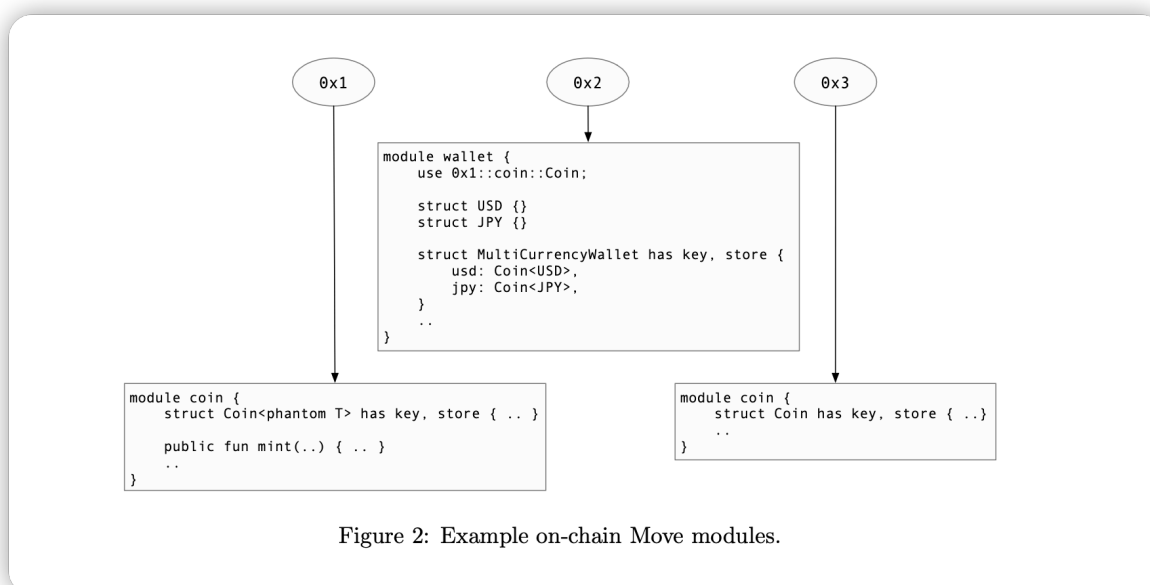 0x1
0x2
0x3
module wallet {
    use 0x1::coin::Coin;

    struct USD {}
    struct JPY {}

    struct MultiCurrencyWallet has key, store {
        usd: Coin<USD>,
        jpy: Coin<JPY>,
    }
    ..
}
module coin {
    struct Coin<phantom T> has key, store { .. }

    public fun mint(..) { .. }
    ..
}
module coin {
    struct Coin has key, store { ..}
    ..
}
Figure 2: Example on-chain Move modules.